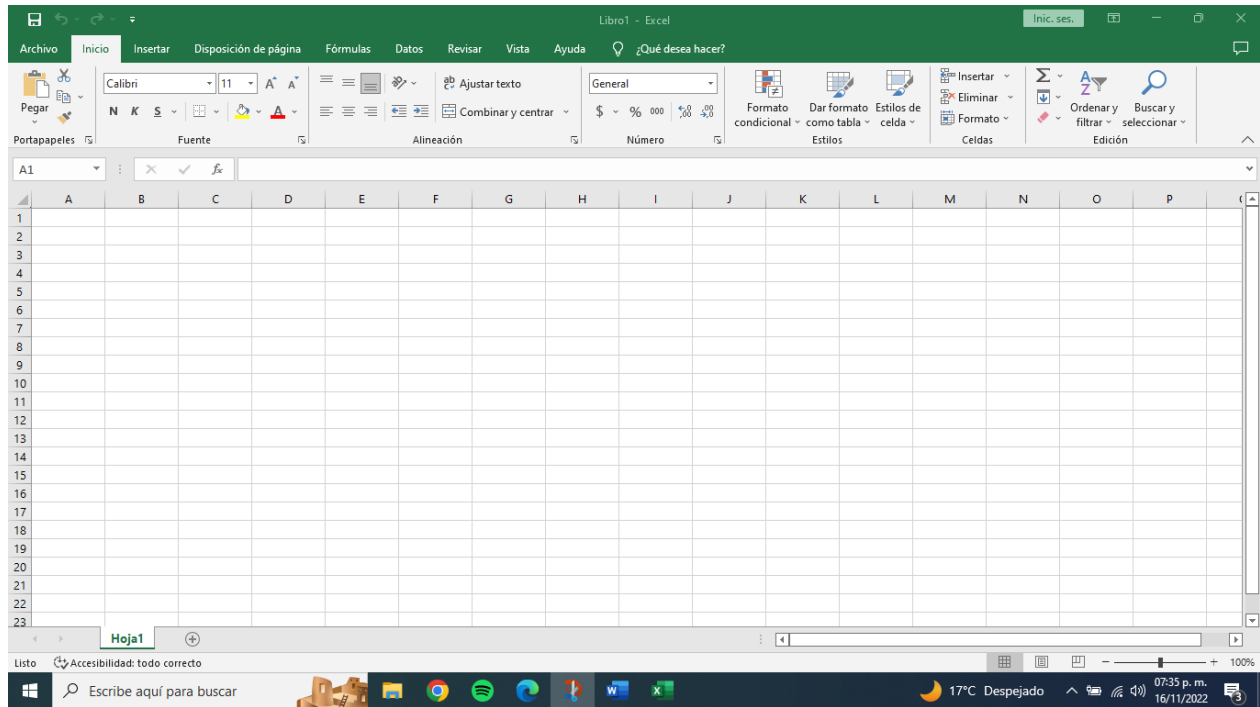 Libro1 - Excel
Inic. ses.
Archivo Inicio Insertar Disposición de página Fórmulas Datos Revisar Vista Ayuda ¿Qué desea hacer?
Pegar
Portapapeles
Calibri 11 A A
N K S A
Fuente
ab Ajustar texto
Combinar y centrar
Alineación
General
$ % 000
Número
Formato condicional
Dar formato como tabla
Estilos de celda
Estilos
Insertar
Eliminar
Formato
Celdas
Ordenar y filtrar
Buscar y seleccionar
Edición
A1 fx
A B C D E F G H I J K L M N O P
1
2
3
4
5
6
7
8
9
10
11
12
13
14
15
16
17
18
19
20
21
22
23
Hoja1
Listo Accesibilidad: todo correcto 100%
Escribe aquí para buscar
17°C Despejado
07:35 p. m.
16/11/2022
3